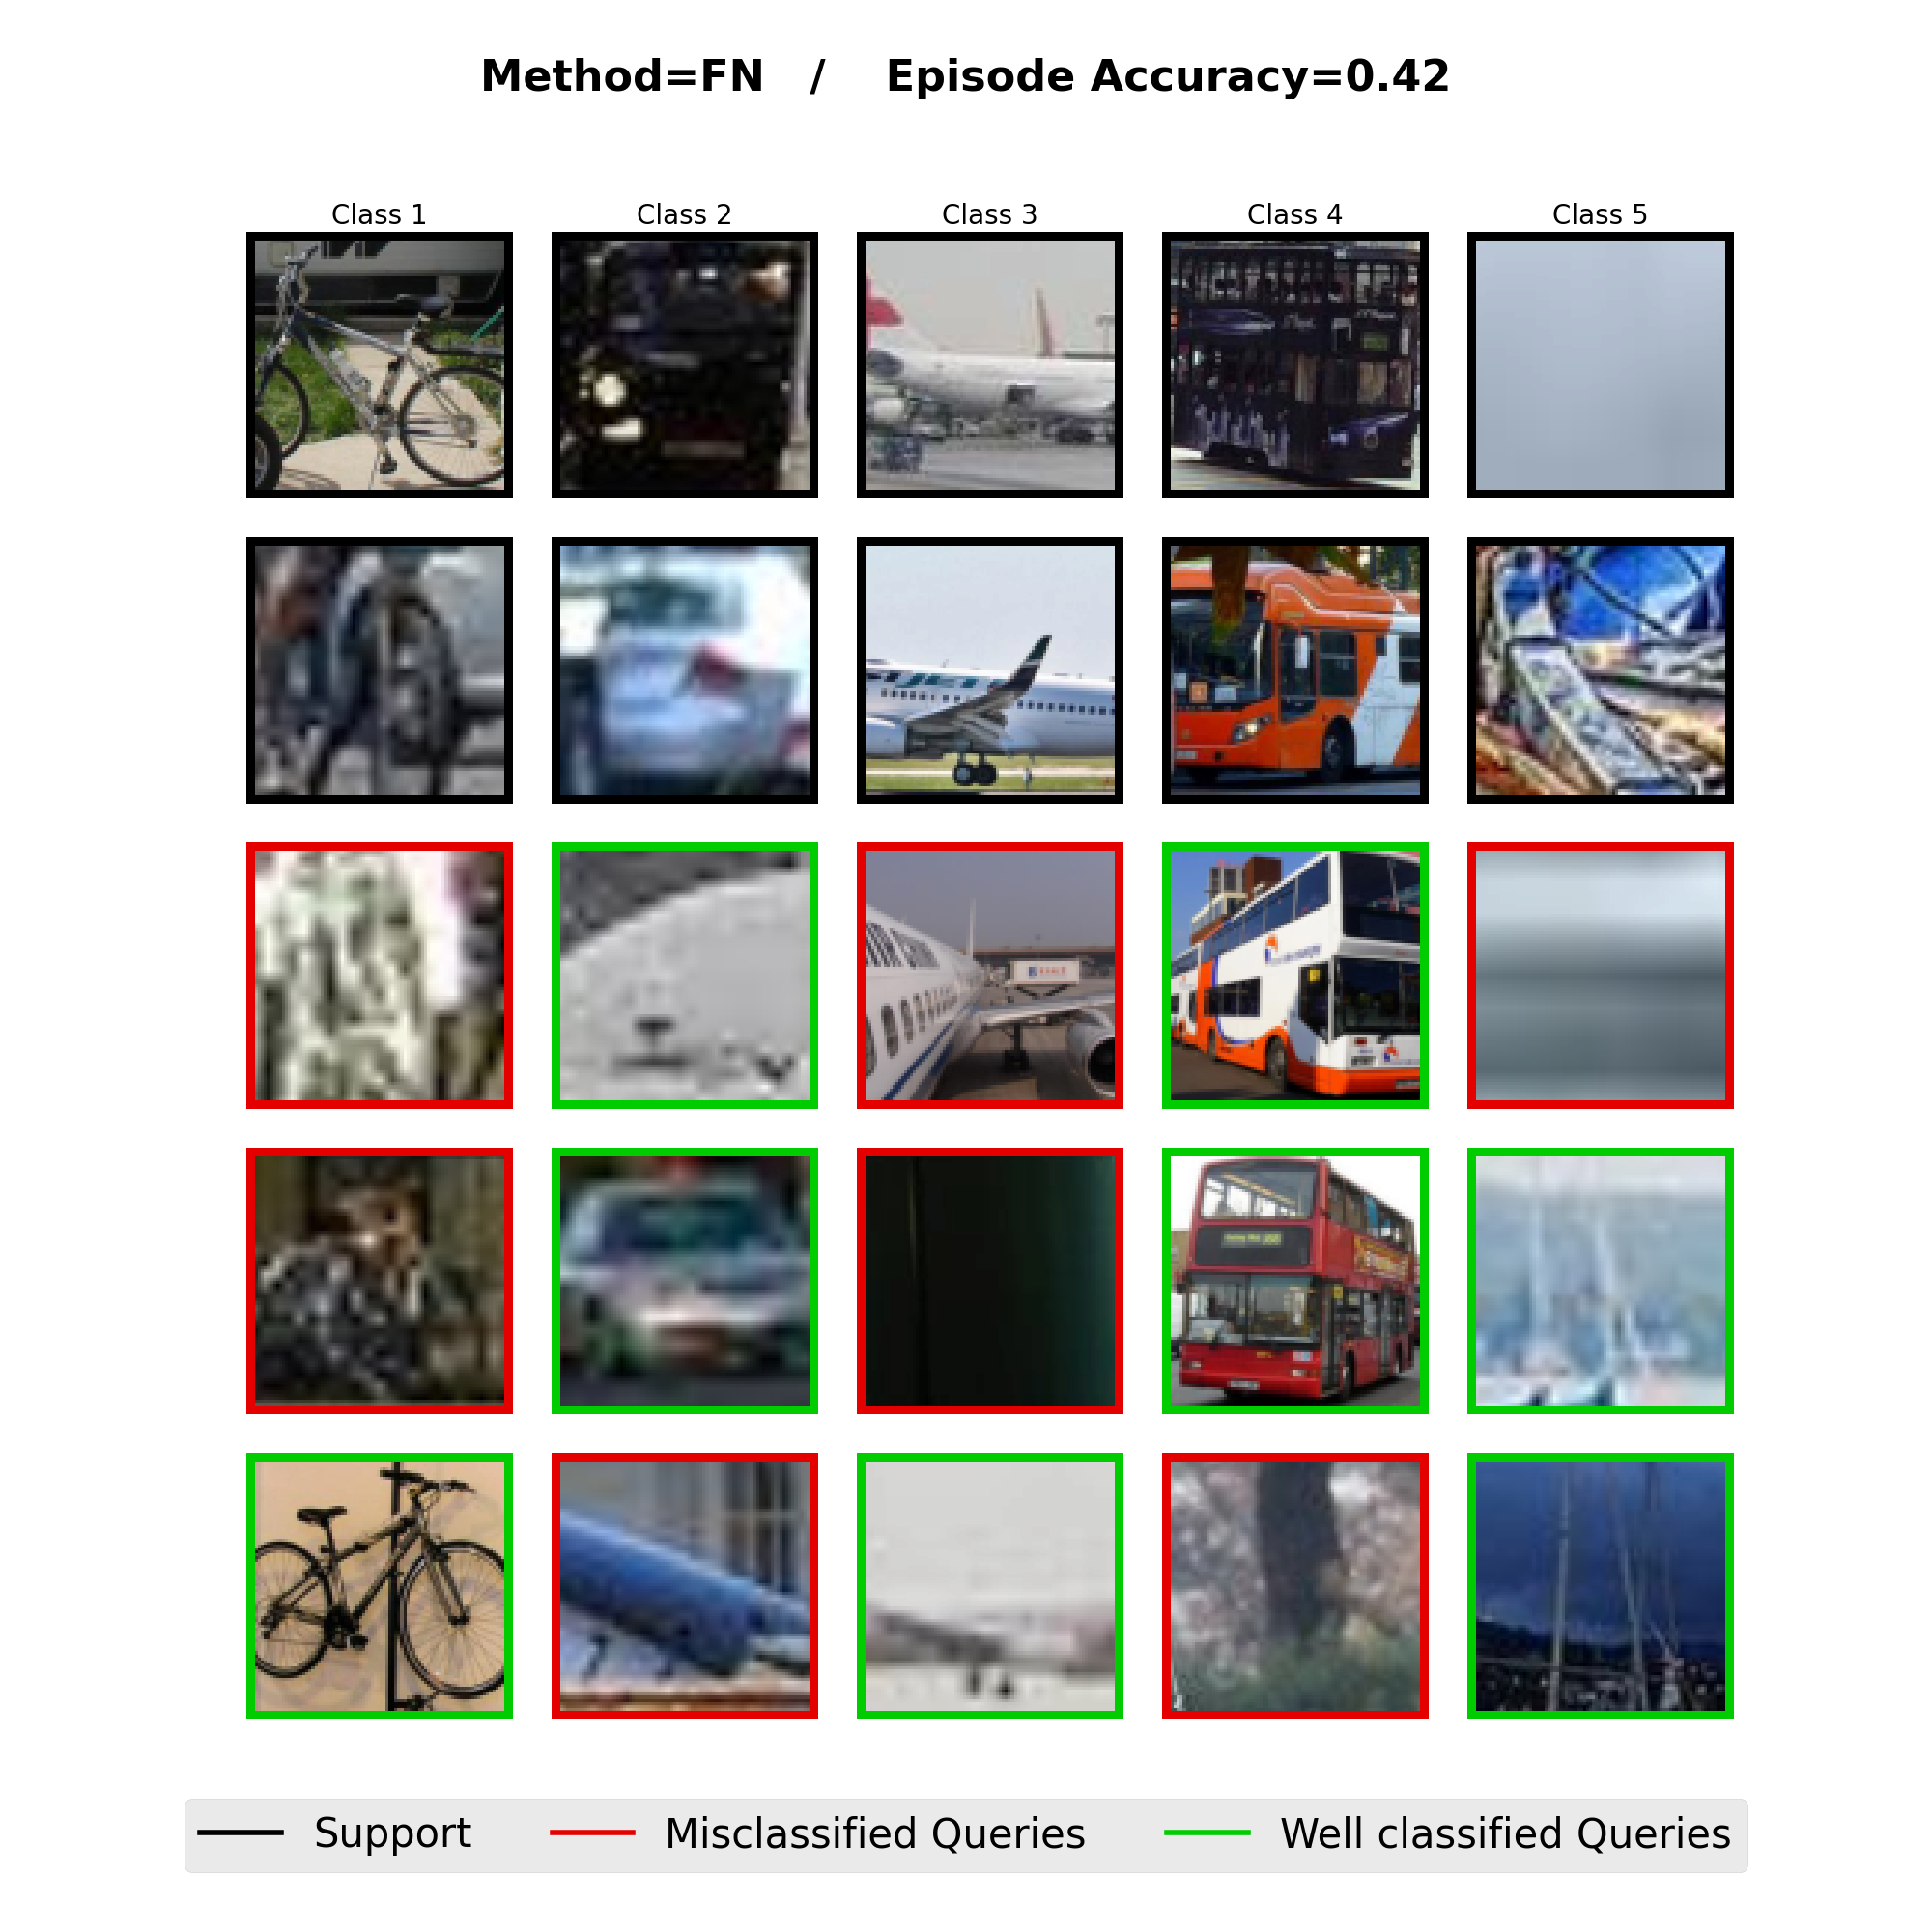 Method=FN / Episode Accuracy=0.42
Class 1 Class 2 Class 3 Class 4 Class 5
Support Misclassified Queries Well classified Queries